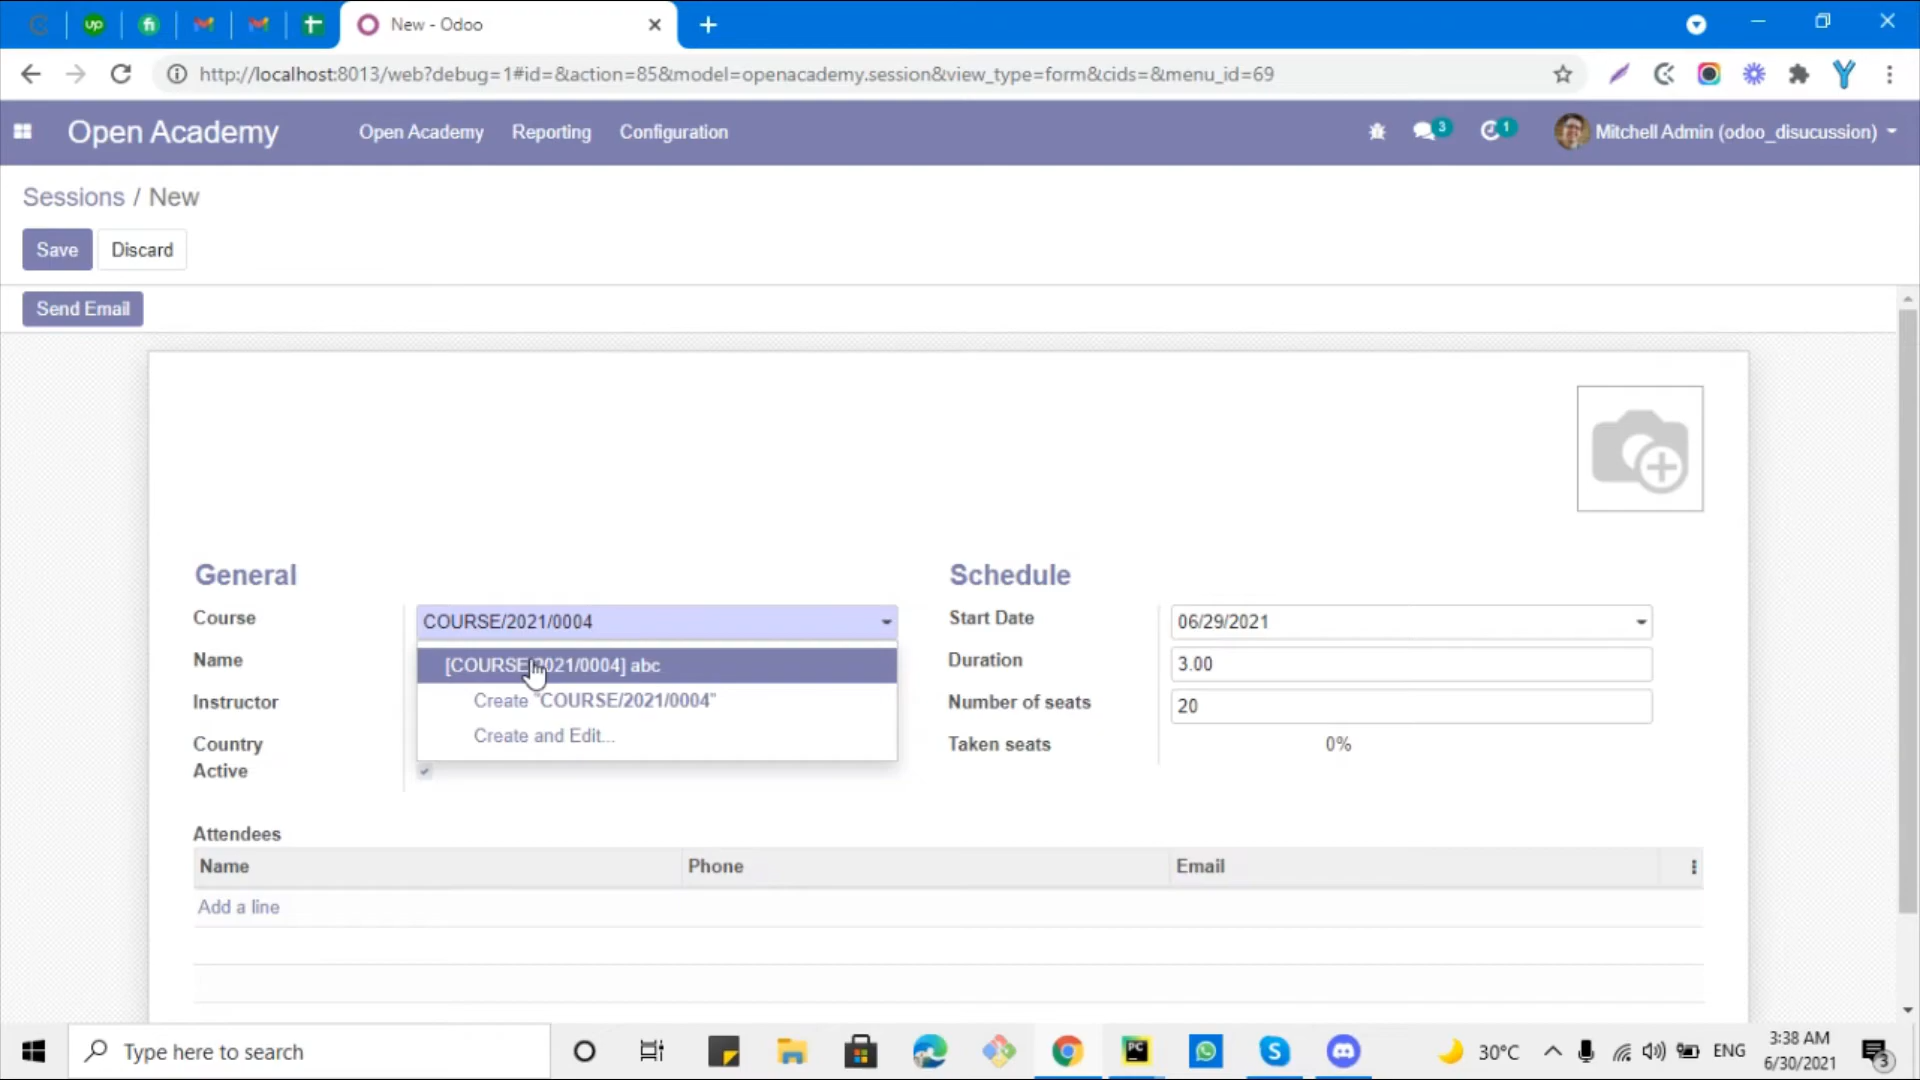 New - Odoo
http://localhost:8013/web?debug=1#id=&action=85&model=openacademy.session&view_type=form&cids=&menu_id=69
Open Academy
Open Academy Reporting Configuration
3 1 Mitchell Admin (odoo_disucussion)
Sessions / New
Save Discard
Send Email
General Schedule
Course COURSE/2021/0004 Start Date 06/29/2021
Name [COURSE/2021/0004] abc Duration 3.00
Instructor Create "COURSE/2021/0004" Number of seats 20
Create and Edit...
Country Taken seats 0%
Active
Attendees
Name Phone Email
Add a line
Type here to search
30°C ENG 3:38 AM
6/30/2021 3